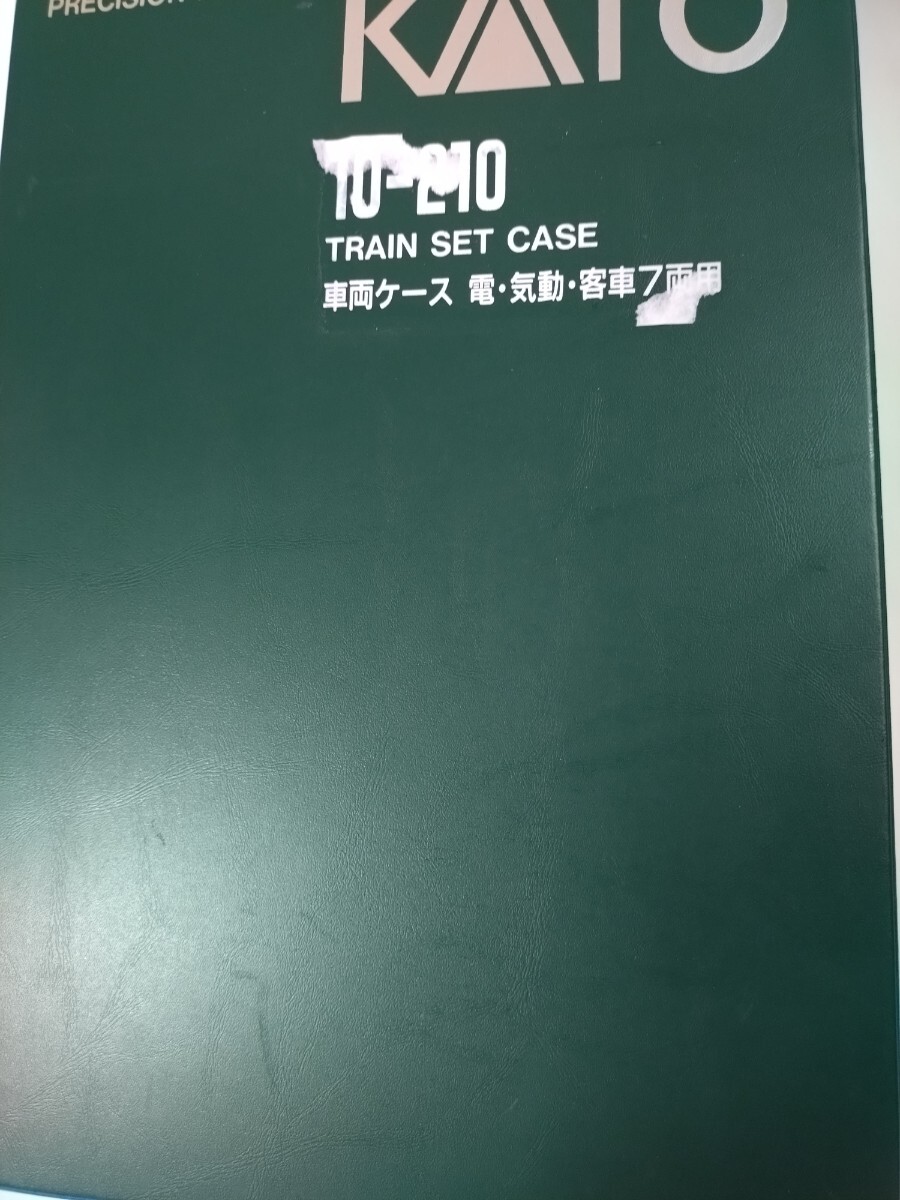 PRECISION
KATO
10-210
TRAIN SET CASE
車両ケース 電・気動・客車7両用